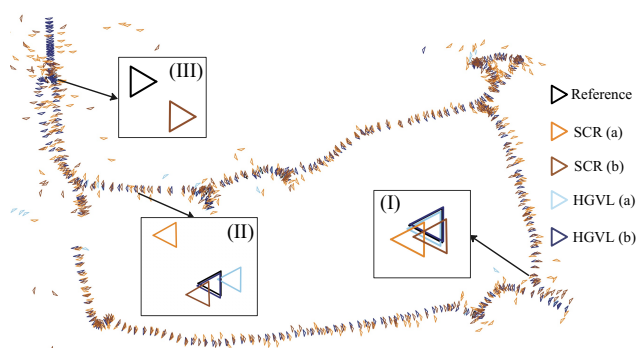 (III)
Reference
SCR (a)
SCR (b)
(I)
HGVL (a)
(II)
HGVL (b)